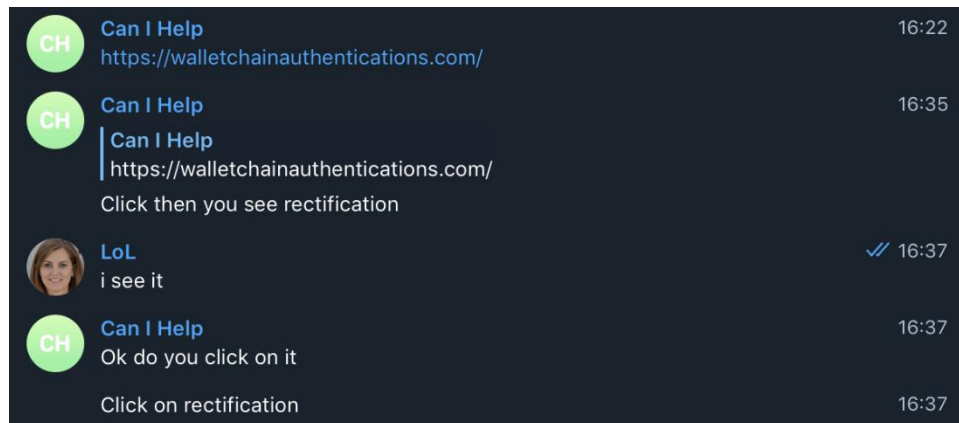 CH
Can I Help 16:22
https://walletchainauthentications.com/
CH
Can I Help 16:35
Can I Help
https://walletchainauthentications.com/
Click then you see rectification
LoL 16:37
i see it
CH
Can I Help 16:37
Ok do you click on it
Click on rectification 16:37